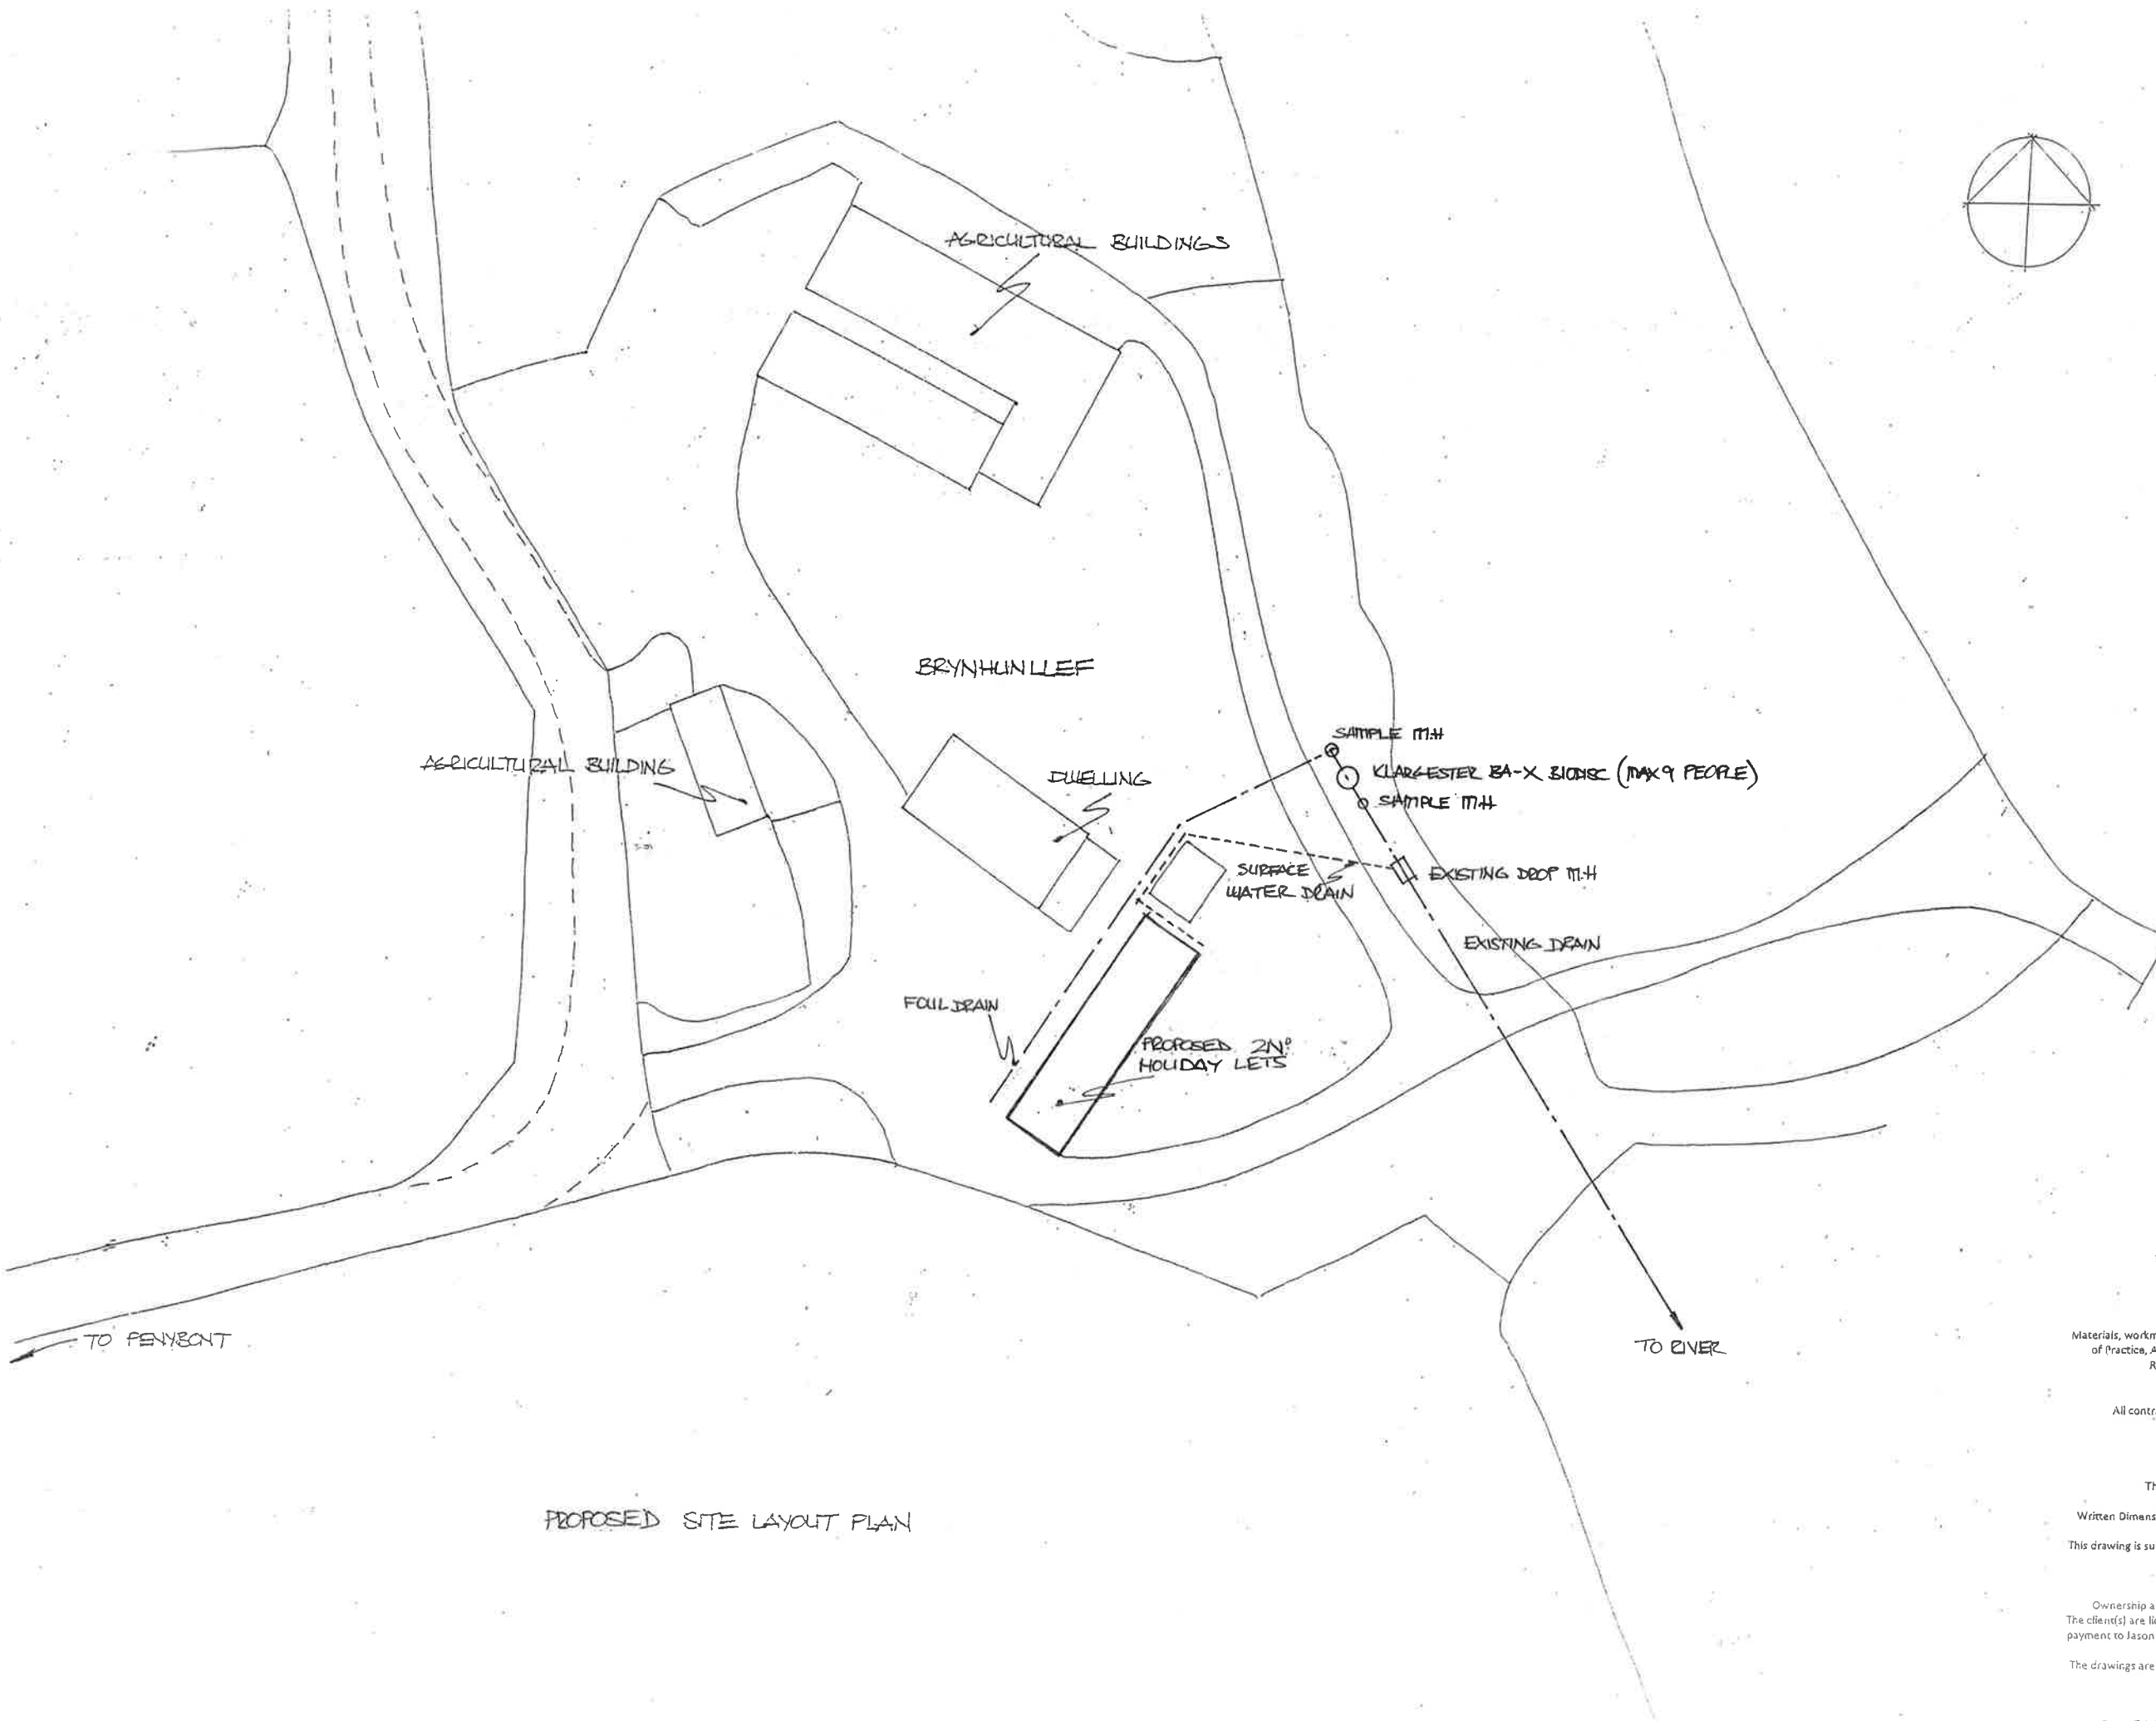 AGRICULTURAL BUILDINGS
BRYNHUNLLEF
SAMPLE M.H
AGRICULTURAL BUILDING
DWELLING
KLARGESTER BA-X BIODISC (MAX 9 PEOPLE)
SAMPLE M.H
SURFACE
WATER DRAIN
EXISTING DROP M.H
EXISTING DRAIN
FOUL DRAIN
PROPOSED 2Nº
HOLIDAY LETS
TO PENYBONT
TO RIVER
Materials, workm
of Practice, A
R
All contr
Th
Written Dimens
This drawing is su
Ownership a
The client(s) are li
payment to Jason
The drawings are
PROPOSED SITE LAYOUT PLAN